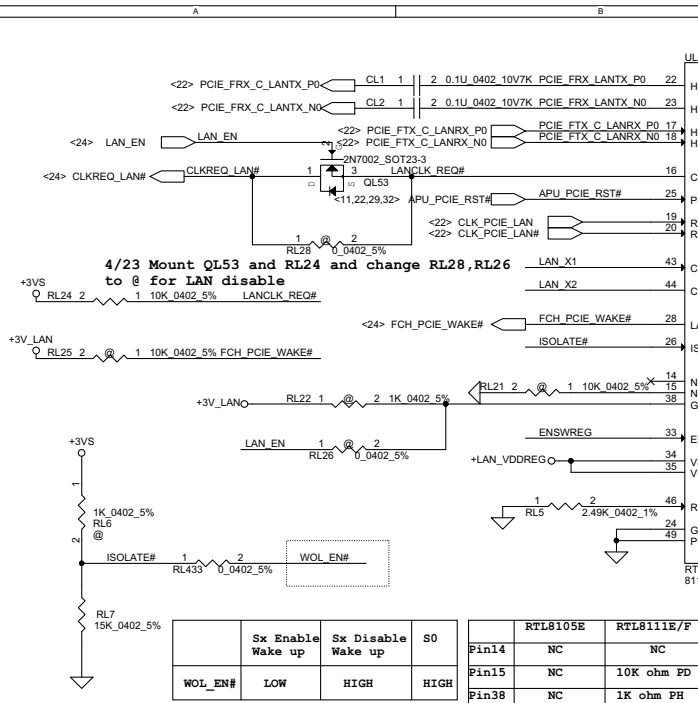 A B
UL
<22> PCIE_FRX_C_LANTX_P0 CL1 1 2 0.1U_0402_10V7K PCIE_FRX_LANTX_P0 22 H
<22> PCIE_FRX_C_LANTX_N0 CL2 1 2 0.1U_0402_10V7K PCIE_FRX_LANTX_N0 23 H
<22> PCIE_FTX_C_LANRX_P0 PCIE_FTX_C_LANRX_P0 17 H
<22> PCIE_FTX_C_LANRX_N0 PCIE_FTX_C_LANRX_N0 18 H
<24> LAN_EN LAN_EN 2 G
2N7002_SOT23-3
<24> CLKREQ_LAN# CLKREQ_LAN# 1 3 LANCLK_REQ# 16 C
D S QL53
<11,22,29,32> APU_PCIE_RST# APU_PCIE_RST# 25 P
<22> CLK_PCIE_LAN 19 R
<22> CLK_PCIE_LAN# 20 R
1 @ 2
RL28 0_0402_5%
4/23 Mount QL53 and RL24 and change RL28,RL26
to @ for LAN disable
LAN_X1 43 C
LAN_X2 44 C
+3VS
RL24 2 1 10K_0402_5% LANCLK_REQ#
<24> FCH_PCIE_WAKE# FCH_PCIE_WAKE# 28 LA
+3V_LAN
RL25 2 @ 1 10K_0402_5% FCH_PCIE_WAKE#
ISOLATE# 26 IS
14 N
RL21 2 @ 1 10K_0402_5% 15 N
+3V_LAN RL22 1 @ 2 1K_0402_5% 38 G
LAN_EN 1 @ 2
RL26 0_0402_5%
ENSWREG 33 E
+LAN_VDDREG 34 V
35 V
+3VS
1
1K_0402_5%
RL6
@
2
1 2 46 R
RL5 2.49K_0402_1%
24 G
49 P
ISOLATE# 1 2 WOL_EN#
RL433 0_0402_5%
RT
811
RL7
15K_0402_5%
Sx Enable Wake up Sx Disable Wake up S0
WOL_EN# LOW HIGH HIGH
RTL8105E RTL8111E/F
Pin14 NC NC
Pin15 NC 10K ohm PD
Pin38 NC 1K ohm PH